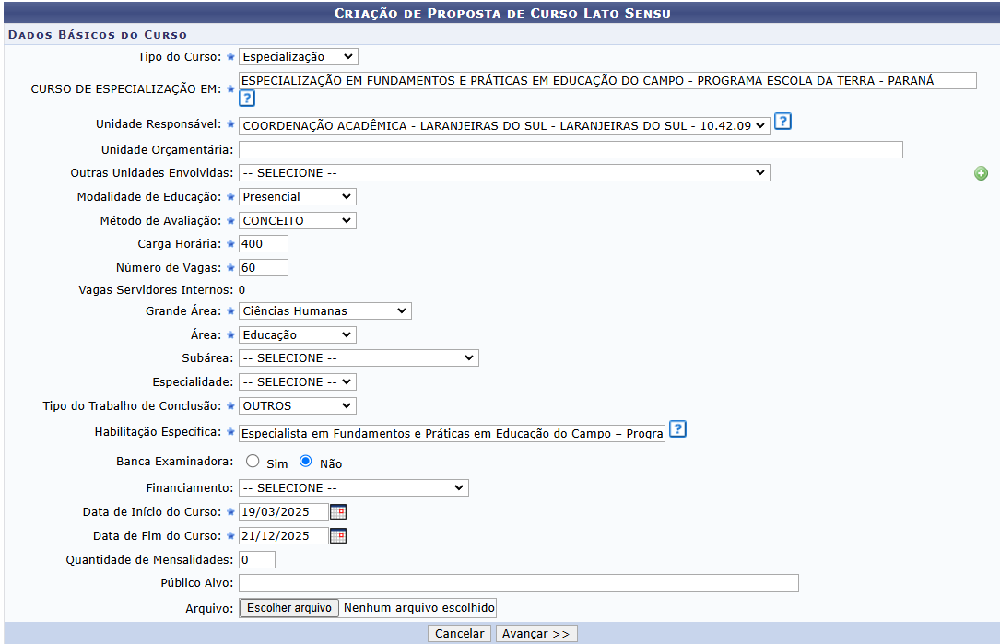 Criação de Proposta de Curso Lato Sensu
Dados Básicos do Curso
Tipo do Curso: Especialização
CURSO DE ESPECIALIZAÇÃO EM: ESPECIALIZAÇÃO EM FUNDAMENTOS E PRÁTICAS EM EDUCAÇÃO DO CAMPO - PROGRAMA ESCOLA DA TERRA - PARANÁ
?
Unidade Responsável: COORDENAÇÃO ACADÊMICA - LARANJEIRAS DO SUL - LARANJEIRAS DO SUL - 10.42.09 ?
Unidade Orçamentária:
Outras Unidades Envolvidas: -- SELECIONE --
Modalidade de Educação: Presencial
Método de Avaliação: CONCEITO
Carga Horária: 400
Número de Vagas: 60
Vagas Servidores Internos: 0
Grande Área: Ciências Humanas
Área: Educação
Subárea: -- SELECIONE --
Especialidade: -- SELECIONE --
Tipo do Trabalho de Conclusão: OUTROS
Habilitação Específica: Especialista em Fundamentos e Práticas em Educação do Campo – Progra ?
Banca Examinadora: Sim Não
Financiamento: -- SELECIONE --
Data de Início do Curso: 19/03/2025
Data de Fim do Curso: 21/12/2025
Quantidade de Mensalidades: 0
Público Alvo:
Arquivo: Escolher arquivo Nenhum arquivo escolhido
Cancelar Avançar >>